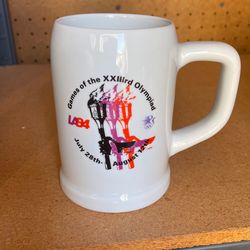 Games of the XXIIIrd Olympiad
LA84
July 28th-
August 12th